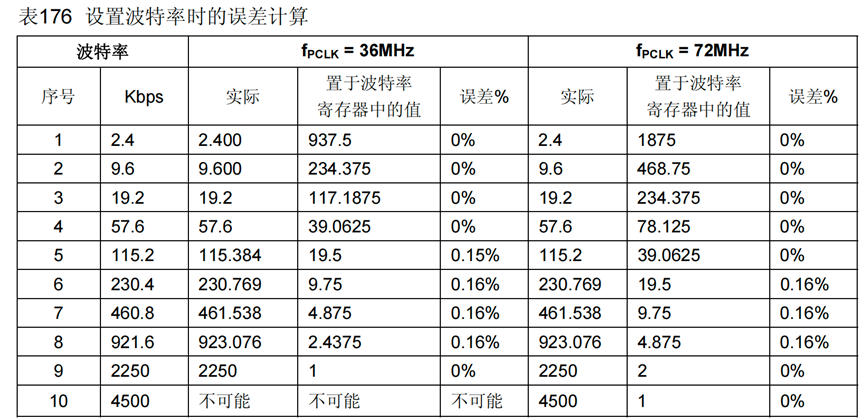 表176 设置波特率时的误差计算
波特率 fPCLK = 36MHz fPCLK = 72MHz
序号 Kbps 实际 置于波特率寄存器中的值 误差% 实际 置于波特率寄存器中的值 误差%
1 2.4 2.400 937.5 0% 2.4 1875 0%
2 9.6 9.600 234.375 0% 9.6 468.75 0%
3 19.2 19.2 117.1875 0% 19.2 234.375 0%
4 57.6 57.6 39.0625 0% 57.6 78.125 0%
5 115.2 115.384 19.5 0.15% 115.2 39.0625 0%
6 230.4 230.769 9.75 0.16% 230.769 19.5 0.16%
7 460.8 461.538 4.875 0.16% 461.538 9.75 0.16%
8 921.6 923.076 2.4375 0.16% 923.076 4.875 0.16%
9 2250 2250 1 0% 2250 2 0%
10 4500 不可能 不可能 不可能 4500 1 0%